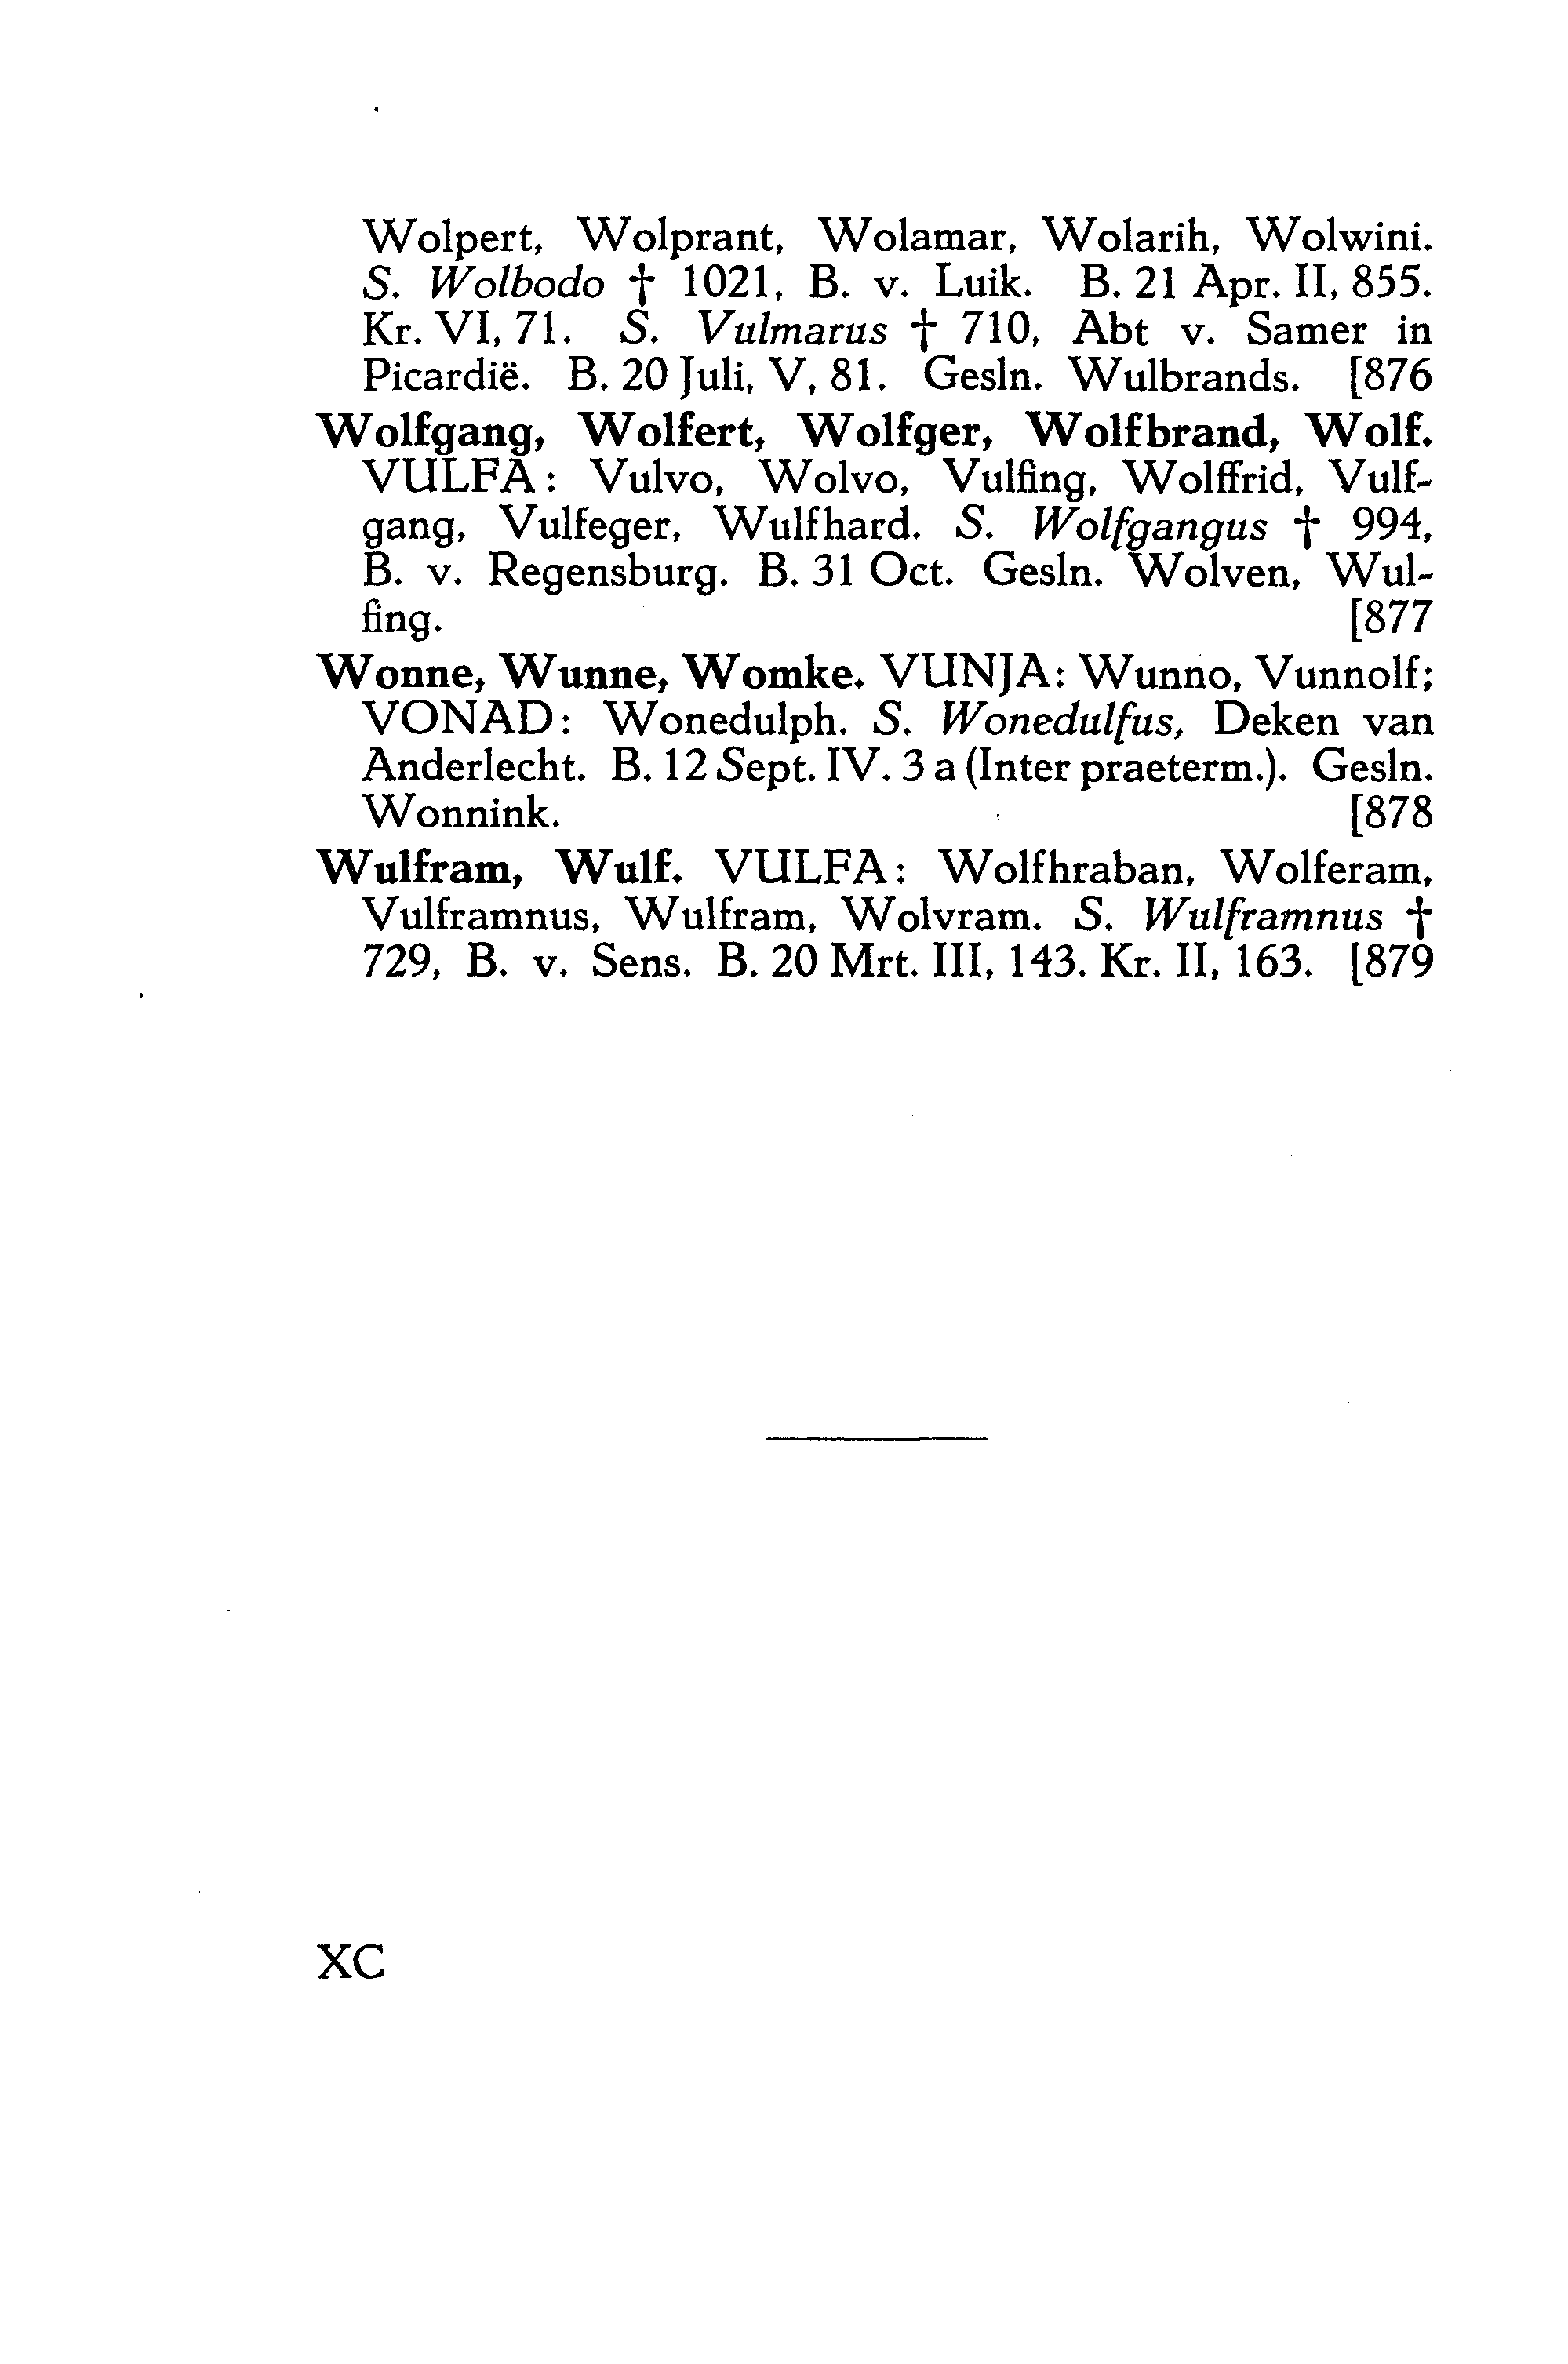 Wolpert, Wolprant, Wolamar, Wolarih, Wolwini.
S. Wolbodo † 1021, B. v. Luik. B. 21 Apr. II, 855.
Kr. VI, 71. S. Vulmarus † 710, Abt v. Samer in
Picardië. B. 20 Juli, V, 81. Gesln. Wulbrands. [876
Wolfgang, Wolfert, Wolfger, Wolfbrand, Wolf.
VULFA: Vulvo, Wolvo, Vulfing, Wolffrid, Vulf-
gang, Vulfeger, Wulfhard. S. Wolfgangus † 994,
B. v. Regensburg. B. 31 Oct. Gesln. Wolven, Wul-
fing. [877
Wonne, Wunne, Womke. VUNJA: Wunno, Vunnolf;
VONAD: Wonedulph. S. Wonedulfus, Deken van
Anderlecht. B. 12 Sept. IV. 3 a (Inter praeterm.). Gesln.
Wonnink. [878
Wulfram, Wulf. VULFA: Wolfhraban, Wolferam,
Vulframnus, Wulfram, Wolvram. S. Wulframnus †
729, B. v. Sens. B. 20 Mrt. III, 143. Kr. II, 163. [879
XC